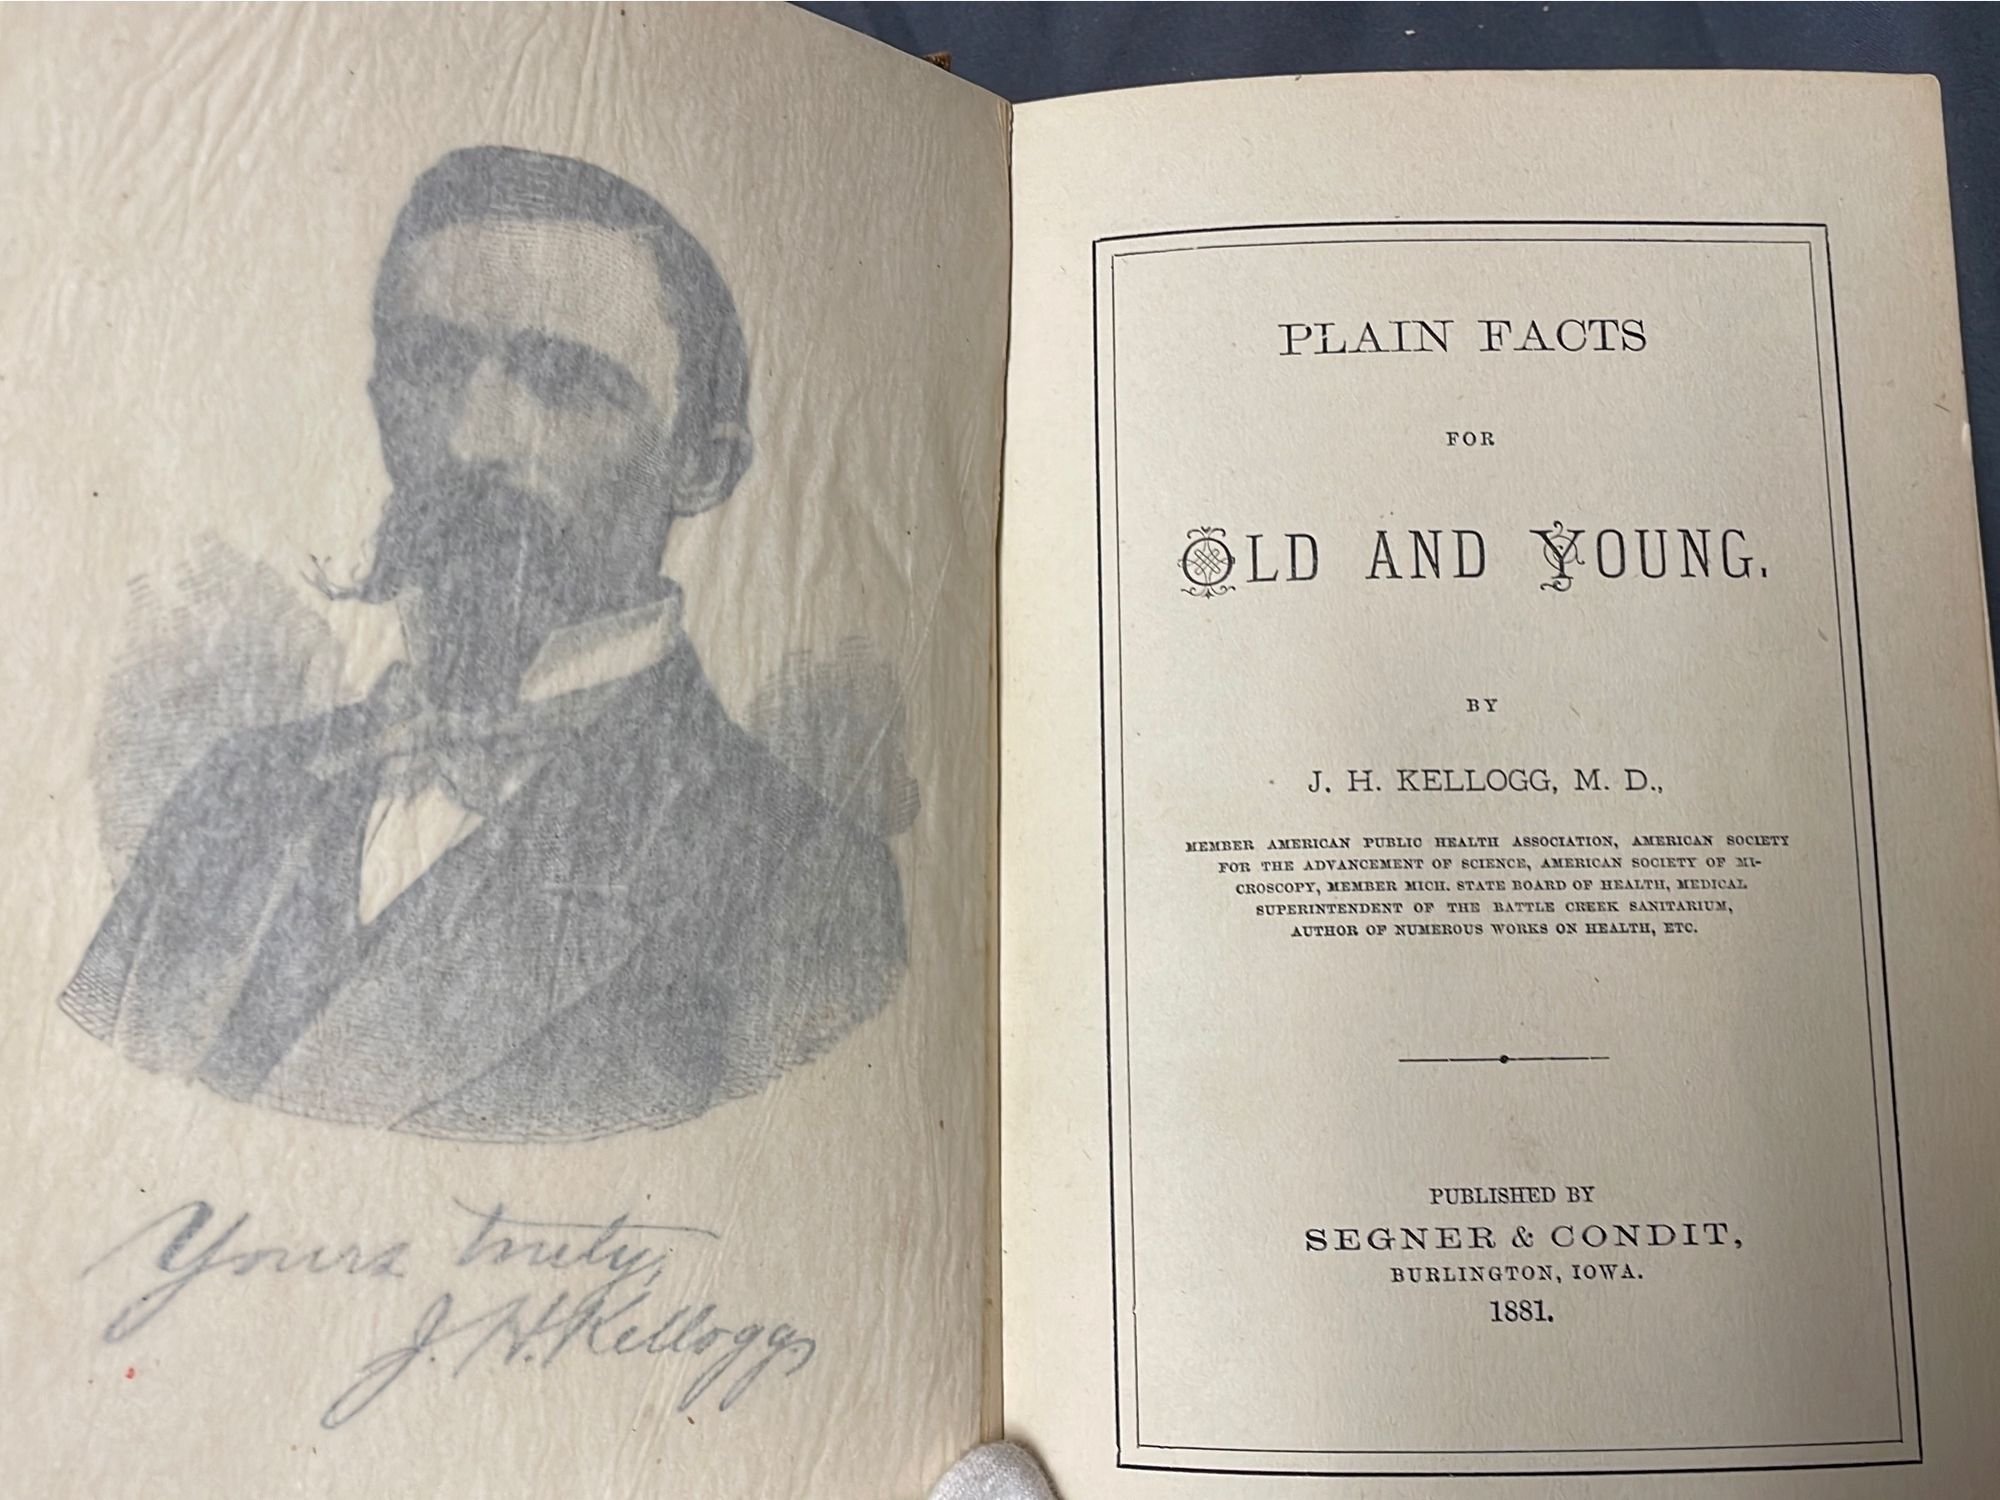 Yours truly,
J. H. Kellogg
PLAIN FACTS
FOR
OLD AND YOUNG.
BY
J. H. KELLOGG, M. D.,
MEMBER AMERICAN PUBLIC HEALTH ASSOCIATION, AMERICAN SOCIETY
FOR THE ADVANCEMENT OF SCIENCE, AMERICAN SOCIETY OF MI-
CROSCOPY, MEMBER MICH. STATE BOARD OF HEALTH, MEDICAL
SUPERINTENDENT OF THE BATTLE CREEK SANITARIUM,
AUTHOR OF NUMEROUS WORKS ON HEALTH, ETC.
PUBLISHED BY
SEGNER & CONDIT,
BURLINGTON, IOWA.
1881.